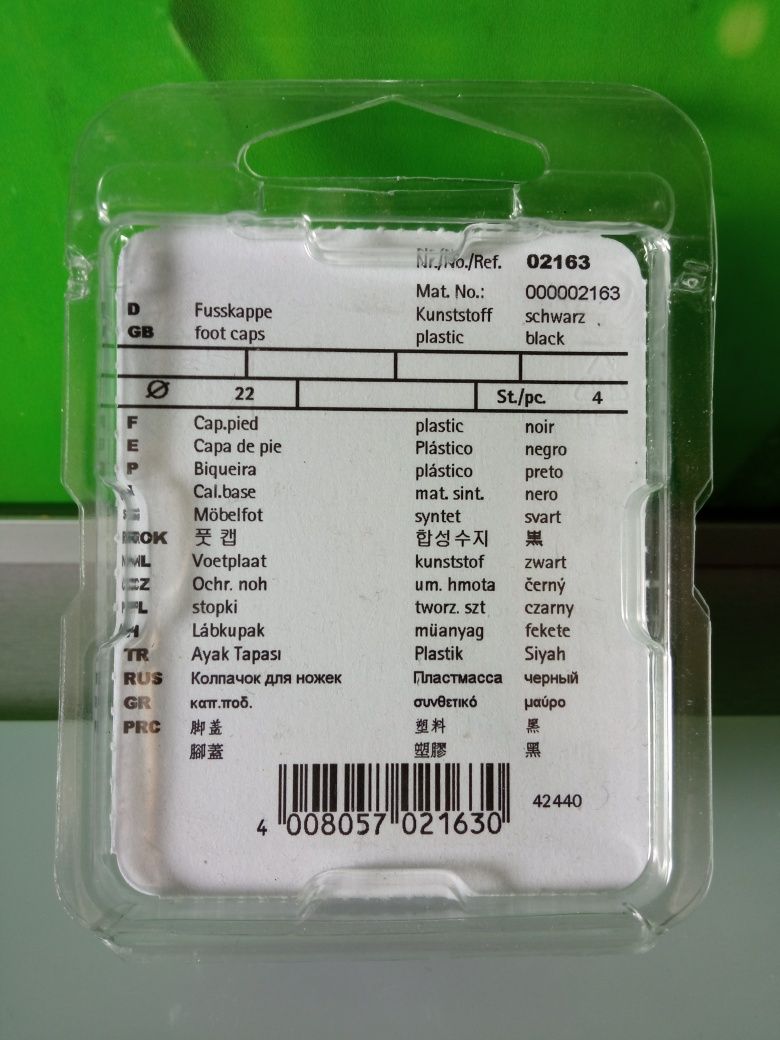 Nr./No./Ref. 02163
Mat. No.: 000002163
D Fusskappe Kunststoff schwarz
GB foot caps plastic black
Ø 22 St./pc. 4
F Cap.pied plastic noir
E Capa de pie Plástico negro
P Biqueira plástico preto
Cal.base mat. sint. nero
Möbelfot syntet svart
ROK 풋 캡 합성수지 黒
NL Voetplaat kunststof zwart
CZ Ochr. noh um. hmota černý
PL stopki tworz. szt czarny
H Lábkupak müanyag fekete
TR Ayak Tapası Plastik Siyah
RUS Колпачок для ножек Пластмасса черный
GR καπ.ποδ. συνθετικό μαύρο
PRC 脚盖 塑料 黑
腳蓋 塑膠 黑
42440
4 008057 021630